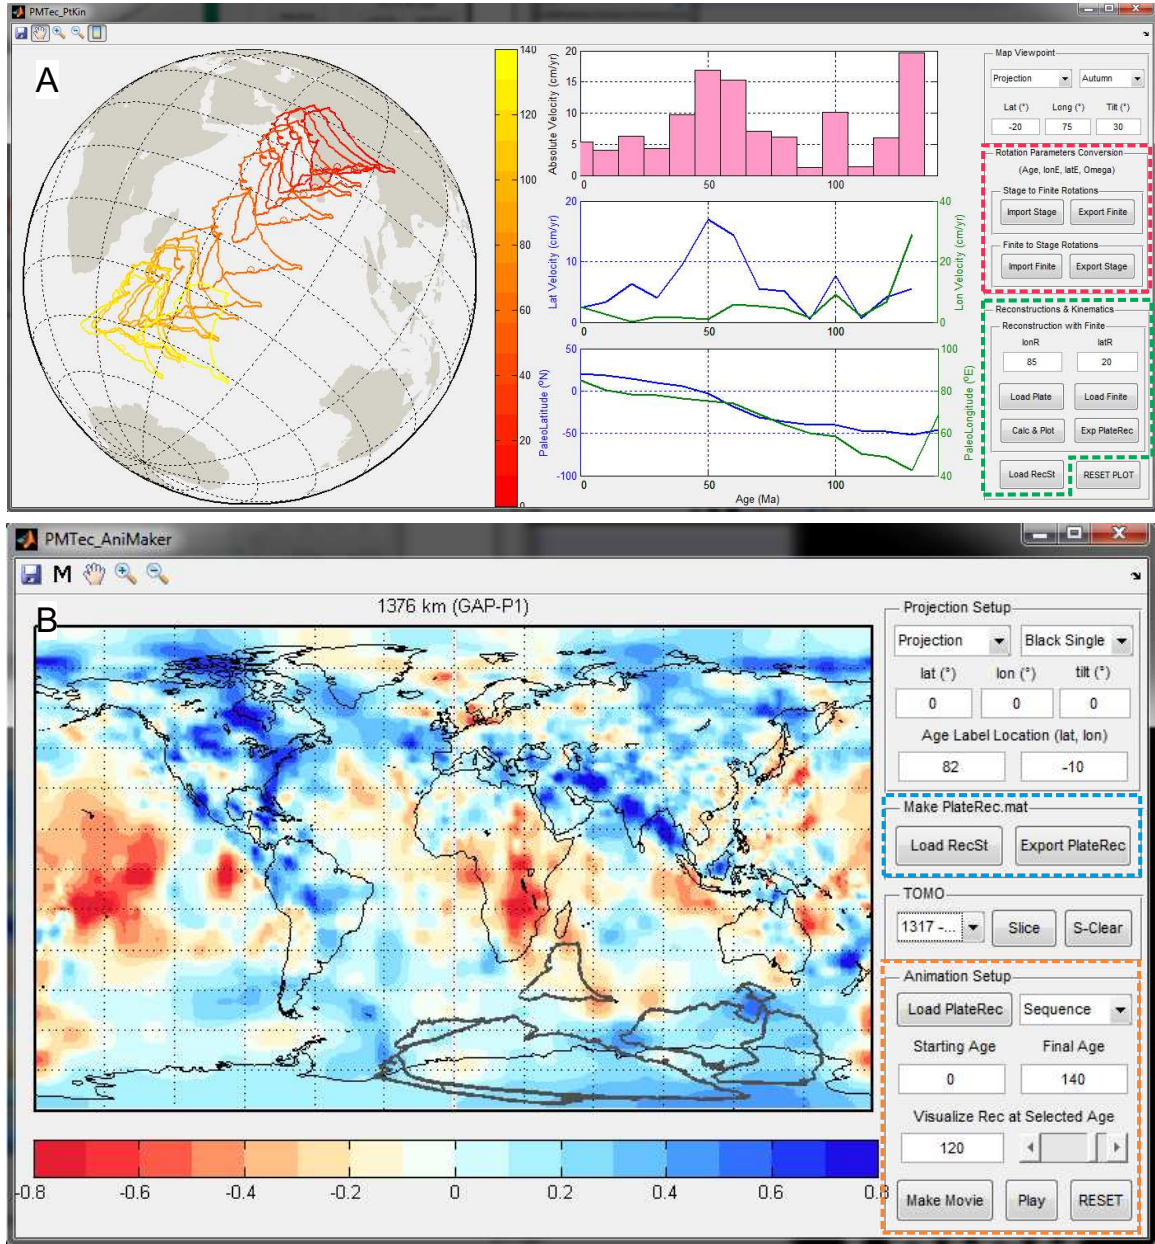 PMTec_PtKin
A
140
120
100
80
60
40
20
0
Absolute Velocity (cm/yr)
20
15
10
5
0
0 50 100
Lat Velocity (cm/yr)
20
10
0
40
20
0
Lon Velocity (cm/yr)
0 50 100
PaleoLatitude (ºN)
50
0
-50
-100
100
80
60
40
PaleoLongitude (ºE)
0 50 100
Age (Ma)
Map Viewpoint
Projection Autumn
Lat (°) Long (°) Tilt (°)
-20 75 30
Rotation Parameters Conversion
(Age, lonE, latE, Omega)
Stage to Finite Rotations
Import Stage Export Finite
Finite to Stage Rotations
Import Finite Export Stage
Reconstructions & Kinematics
Reconstruction with Finite
lonR latR
85 20
Load Plate Load Finite
Calc & Plot Exp PlateRec
Load RecSt RESET PLOT
PMTec_AniMaker
M
B
1376 km (GAP-P1)
-0.8 -0.6 -0.4 -0.2 0 0.2 0.4 0.6 0.8
Projection Setup
Projection Black Single
lat (°) lon (°) tilt (°)
0 0 0
Age Label Location (lat, lon)
82 -10
Make PlateRec.mat
Load RecSt Export PlateRec
TOMO
1317 -... Slice S-Clear
Animation Setup
Load PlateRec Sequence
Starting Age Final Age
0 140
Visualize Rec at Selected Age
120
Make Movie Play RESET